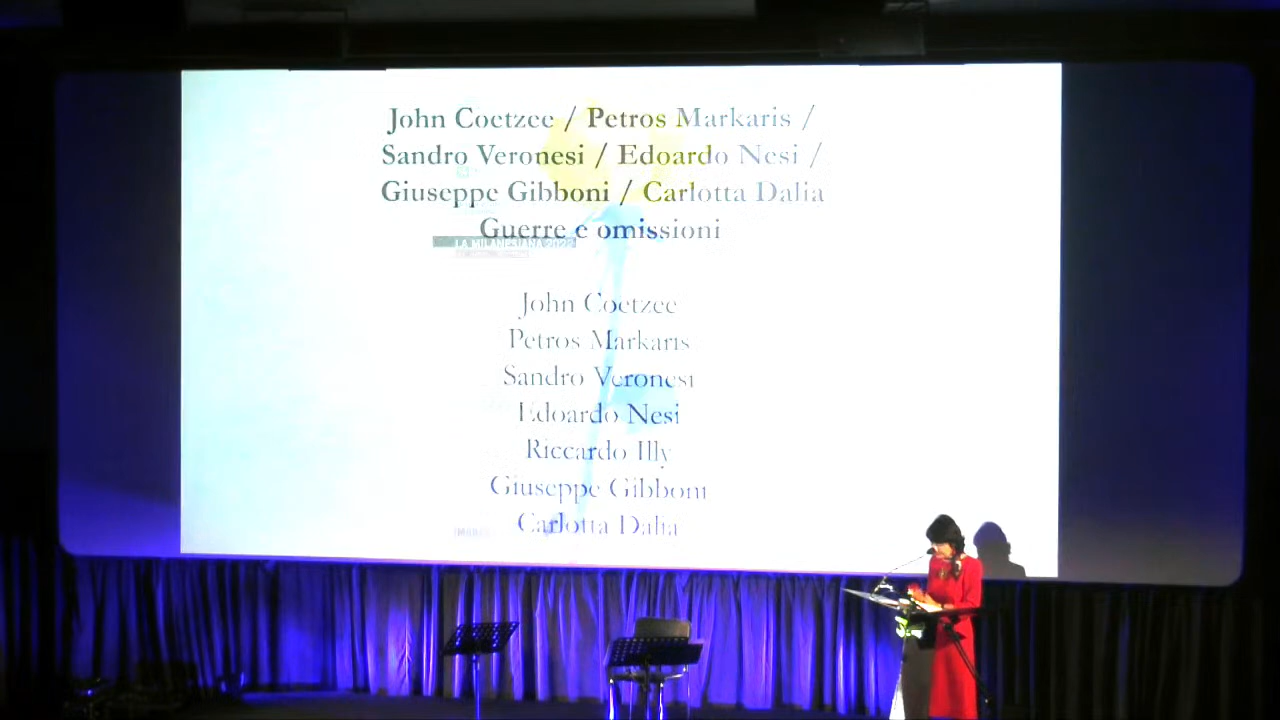 John Coetzee / Petros Markaris /
Sandro Veronesi / Edoardo Nesi /
Giuseppe Gibboni / Carlotta Dalia
Guerre e omissioni
LA MILANESIANA 2022
John Coetzee
Petros Markaris
Sandro Veronesi
Edoardo Nesi
Riccardo Illy
Giuseppe Gibboni
Carlotta Dalia